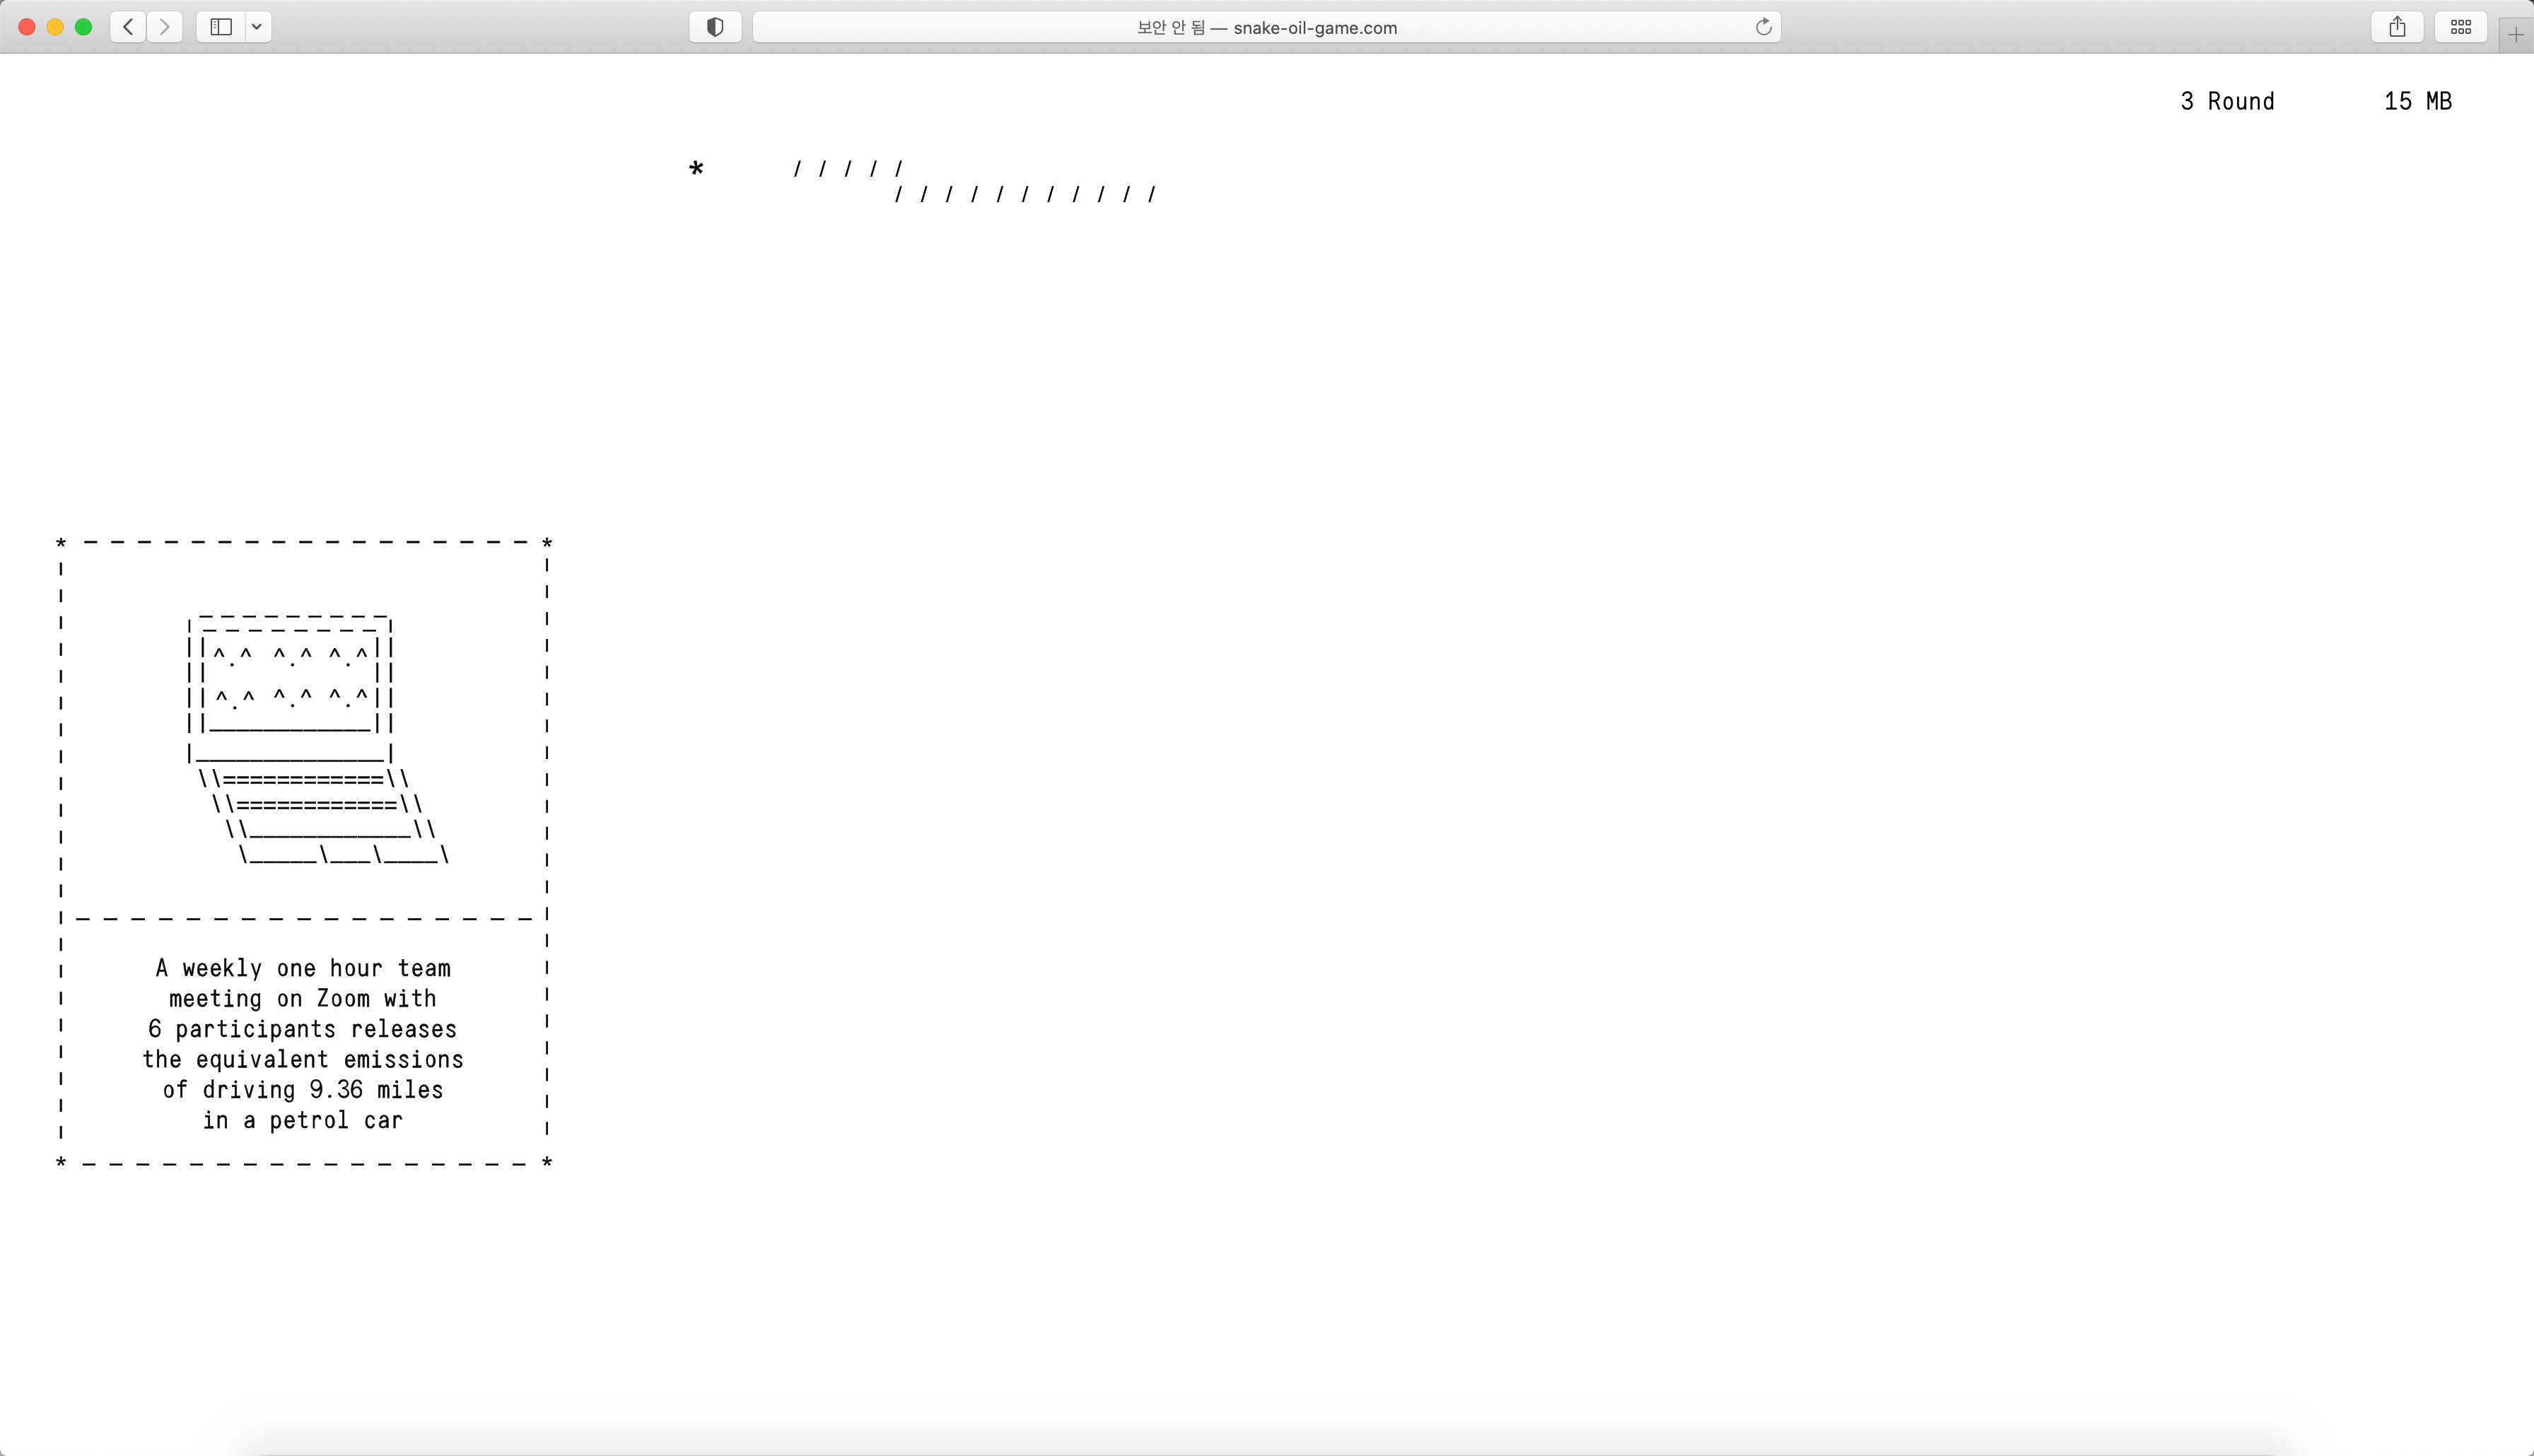 보안 안 됨 — snake-oil-game.com
3 Round 15 MB
* / / / / /
/ / / / / / / / / / /
A weekly one hour team
meeting on Zoom with
6 participants releases
the equivalent emissions
of driving 9.36 miles
in a petrol car